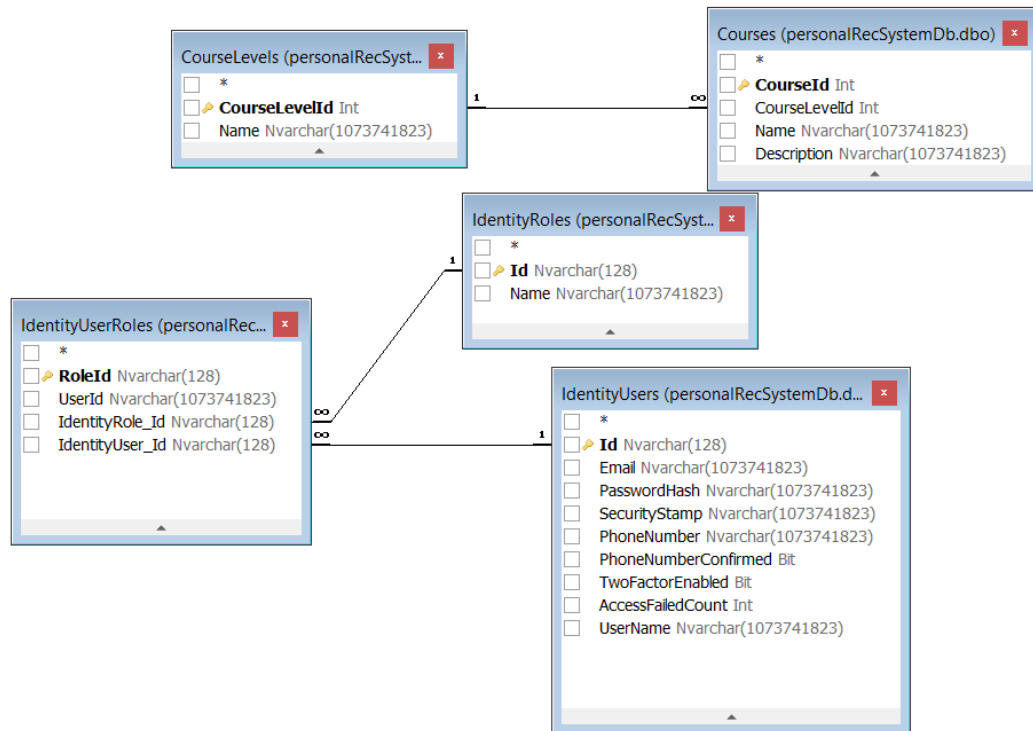 CourseLevels (personalRecSyst...
*
CourseLevelId Int
Name Nvarchar(1073741823)
1
∞
Courses (personalRecSystemDb.dbo)
*
CourseId Int
CourseLevelId Int
Name Nvarchar(1073741823)
Description Nvarchar(1073741823)
IdentityRoles (personalRecSyst...
*
Id Nvarchar(128)
Name Nvarchar(1073741823)
1
∞
IdentityUserRoles (personalRec...
*
RoleId Nvarchar(128)
UserId Nvarchar(1073741823)
IdentityRole_Id Nvarchar(128)
IdentityUser_Id Nvarchar(128)
∞
1
IdentityUsers (personalRecSystemDb.d...
*
Id Nvarchar(128)
Email Nvarchar(1073741823)
PasswordHash Nvarchar(1073741823)
SecurityStamp Nvarchar(1073741823)
PhoneNumber Nvarchar(1073741823)
PhoneNumberConfirmed Bit
TwoFactorEnabled Bit
AccessFailedCount Int
UserName Nvarchar(1073741823)